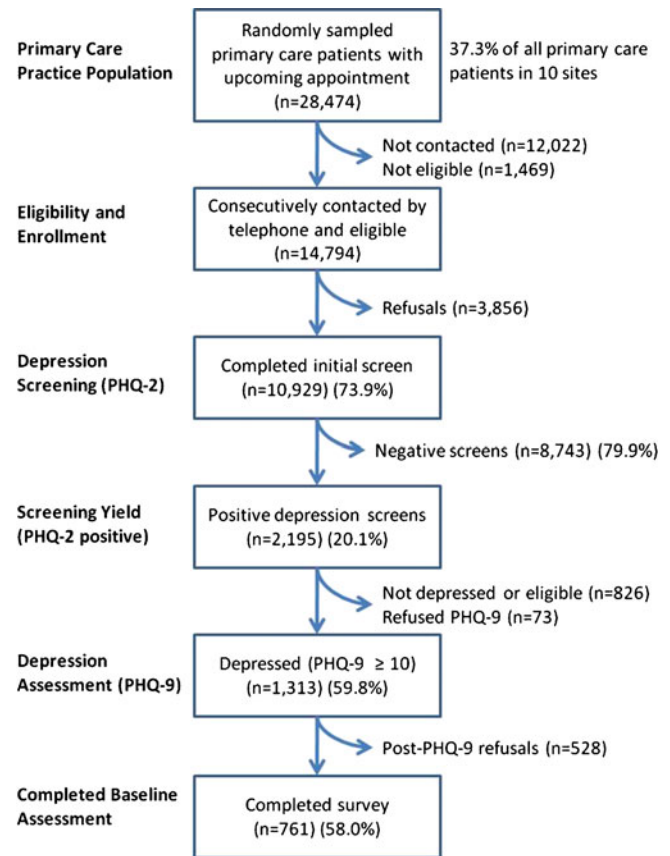 Primary Care
Practice Population
Randomly sampled
primary care patients with
upcoming appointment
(n=28,474)
37.3% of all primary care
patients in 10 sites
Not contacted (n=12,022)
Not eligible (n=1,469)
Eligibility and
Enrollment
Consecutively contacted by
telephone and eligible
(n=14,794)
Refusals (n=3,856)
Depression
Screening (PHQ-2)
Completed initial screen
(n=10,929) (73.9%)
Negative screens (n=8,743) (79.9%)
Screening Yield
(PHQ-2 positive)
Positive depression screens
(n=2,195) (20.1%)
Not depressed or eligible (n=826)
Refused PHQ-9 (n=73)
Depression
Assessment (PHQ-9)
Depressed (PHQ-9 ≥ 10)
(n=1,313) (59.8%)
Post-PHQ-9 refusals (n=528)
Completed Baseline
Assessment
Completed survey
(n=761) (58.0%)